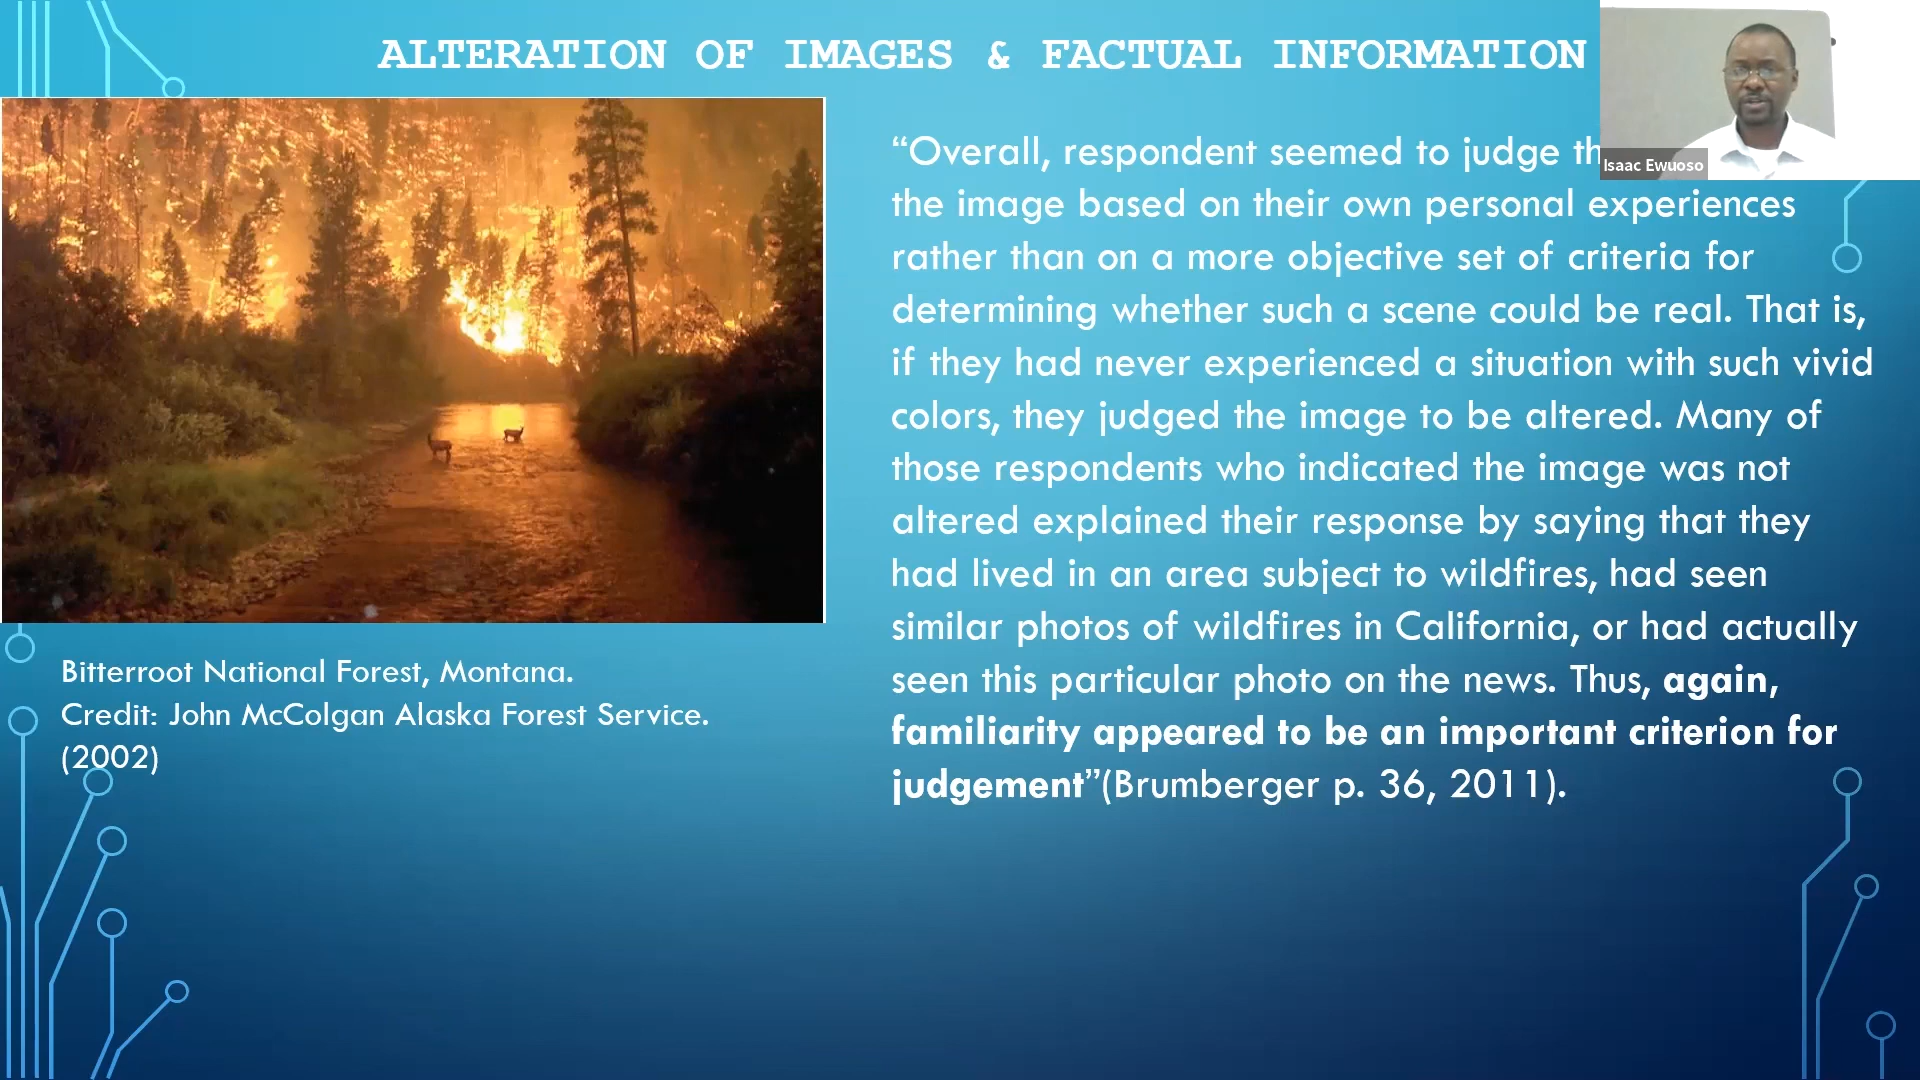 ALTERATION OF IMAGES & FACTUAL INFORMATION
Isaac Ewuoso
“Overall, respondent seemed to judge
the image based on their own personal experiences
rather than on a more objective set of criteria for
determining whether such a scene could be real. That is,
if they had never experienced a situation with such vivid
colors, they judged the image to be altered. Many of
those respondents who indicated the image was not
altered explained their response by saying that they
had lived in an area subject to wildfires, had seen
similar photos of wildfires in California, or had actually
seen this particular photo on the news. Thus, again,
familiarity appeared to be an important criterion for
judgement”(Brumberger p. 36, 2011).
Bitterroot National Forest, Montana.
Credit: John McColgan Alaska Forest Service.
(2002)